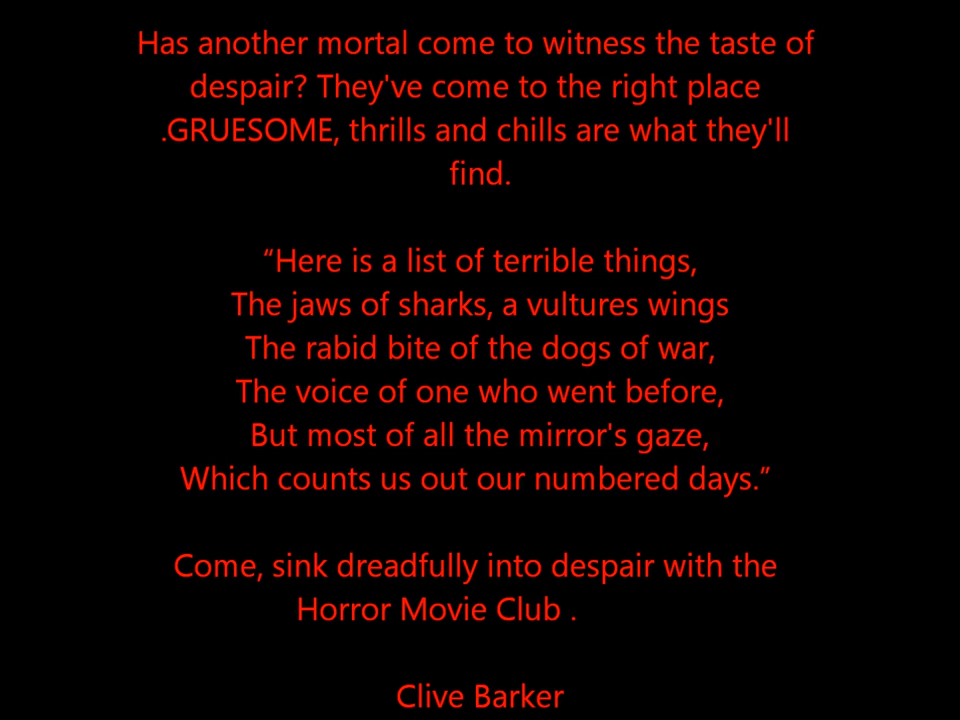 Has another mortal come to witness the taste of
despair? They've come to the right place
.GRUESOME, thrills and chills are what they'll
find.
“Here is a list of terrible things,
The jaws of sharks, a vultures wings
The rabid bite of the dogs of war,
The voice of one who went before,
But most of all the mirror's gaze,
Which counts us out our numbered days.”
Come, sink dreadfully into despair with the
Horror Movie Club .
Clive Barker